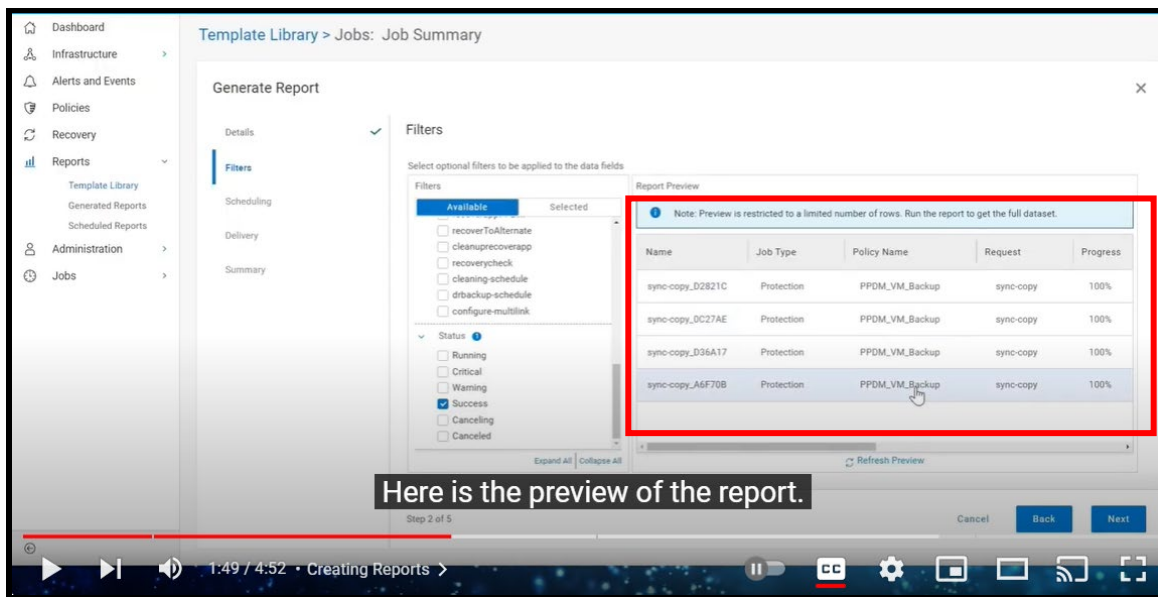 Dashboard
Infrastructure
Alerts and Events
Policies
Recovery
Reports
Template Library
Generated Reports
Scheduled Reports
Administration
Jobs
Template Library > Jobs: Job Summary
Generate Report
Details
Filters
Scheduling
Delivery
Summary
Filters
Select optional filters to be applied to the data fields
Filters
Available Selected
recoverToAlternate
cleanuprecoverapp
recoverycheck
cleaning-schedule
drbackup-schedule
configure-multilink
Status
Running
Critical
Warning
Success
Canceling
Canceled
Expand All Collapse All
Report Preview
Note: Preview is restricted to a limited number of rows. Run the report to get the full dataset.
Name Job Type Policy Name Request Progress
sync-copy_D2821C Protection PPDM_VM_Backup sync-copy 100%
sync-copy_0C27AE Protection PPDM_VM_Backup sync-copy 100%
sync-copy_D36A17 Protection PPDM_VM_Backup sync-copy 100%
sync-copy_A6F70B Protection PPDM_VM_Backup sync-copy 100%
Refresh Preview
Here is the preview of the report.
Step 2 of 5
Cancel Back Next
1:49 / 4:52 • Creating Reports >
CC